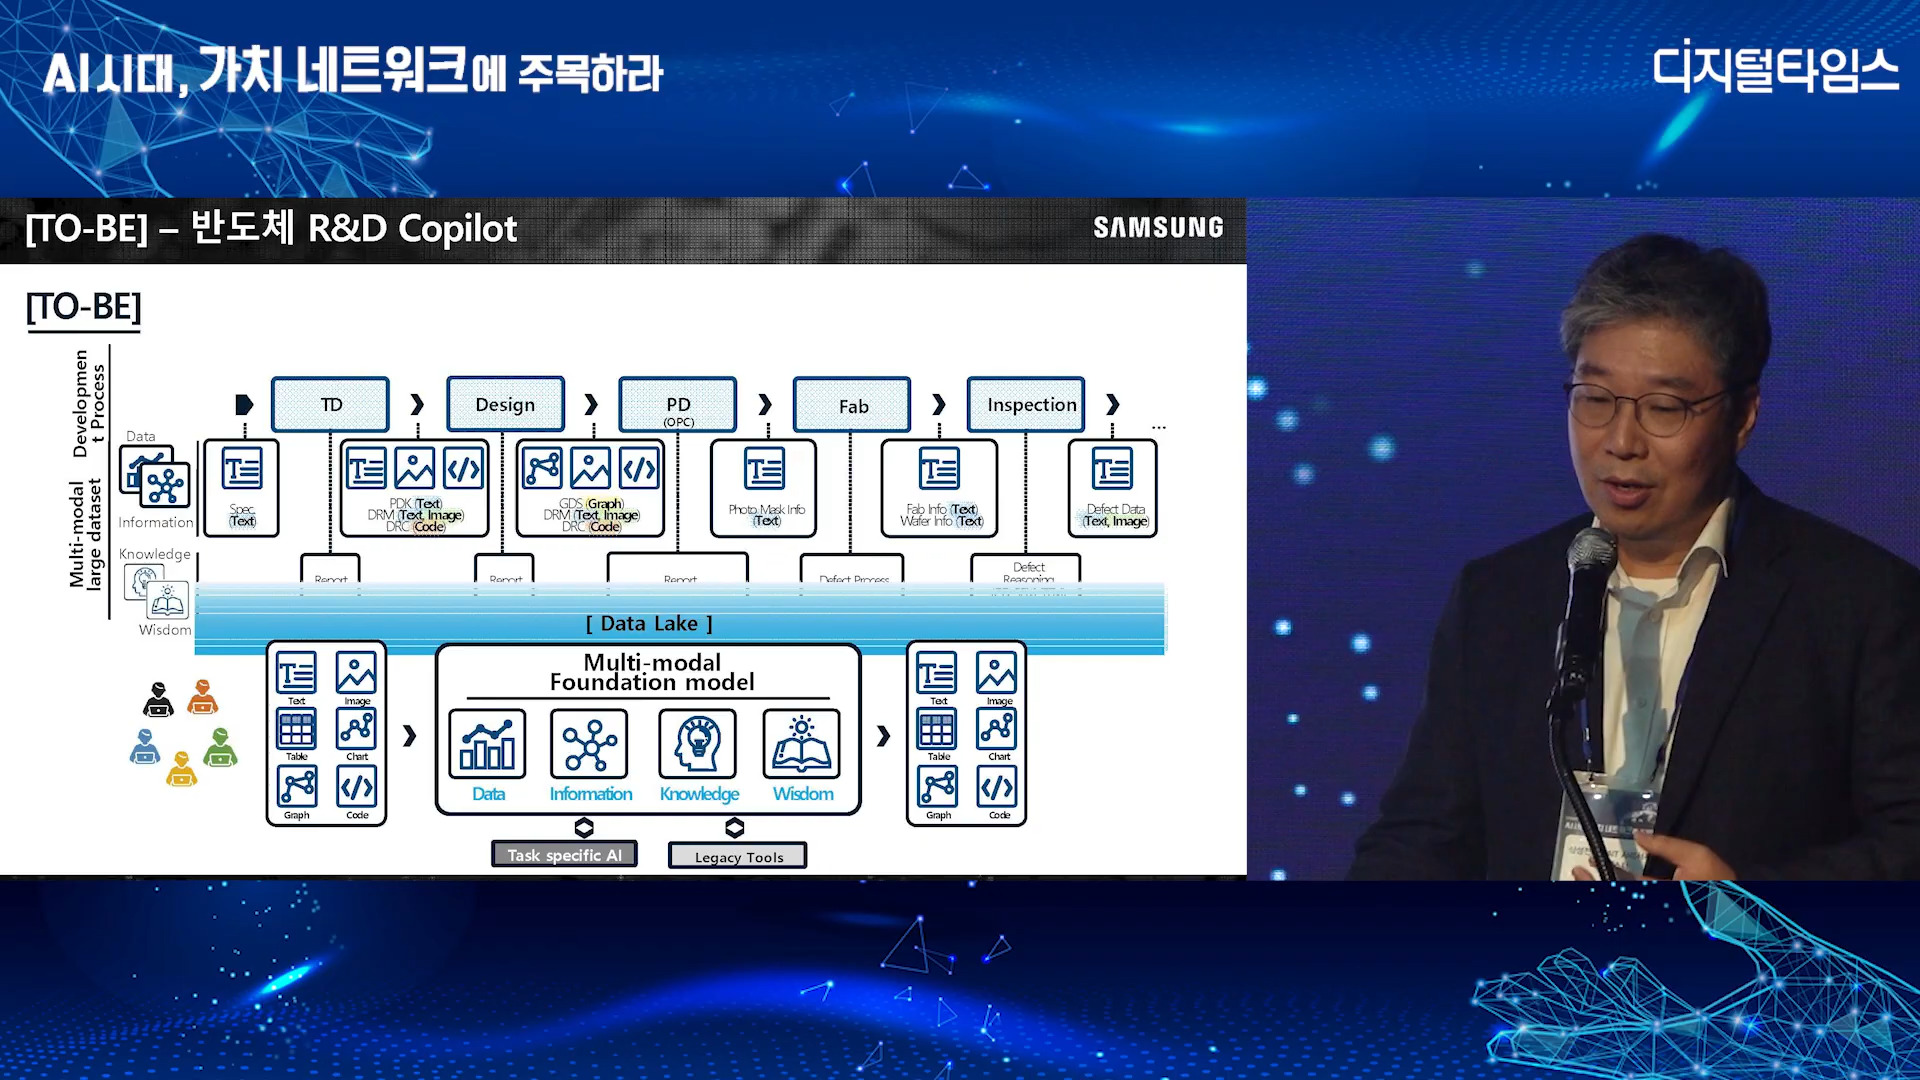 AI 시대, 가치 네트워크에 주목하라
디지털타임스
[TO-BE] – 반도체 R&D Copilot
SAMSUNG
[TO-BE]
Developmen
t Process
TD
Design
PD
(OPC)
Fab
Inspection
...
Multi-modal
large dataset
Data
Information
Spec.
(Text)
PDK (Text)
DRM (Text, Image)
DRC (Code)
GDS (Graph)
DRM (Text, Image)
DRC (Code)
Photo Mask Info
(Text)
Fab Info (Text)
Wafer Info (Text)
Defect Data
(Text, Image)
Knowledge
Wisdom
Report
Report
Report
Defect Process
Defect
Reasoning
[ Data Lake ]
Text
Image
Table
Chart
Graph
Code
Multi-modal
Foundation model
Data
Information
Knowledge
Wisdom
Text
Image
Table
Chart
Graph
Code
Task specific AI
Legacy Tools